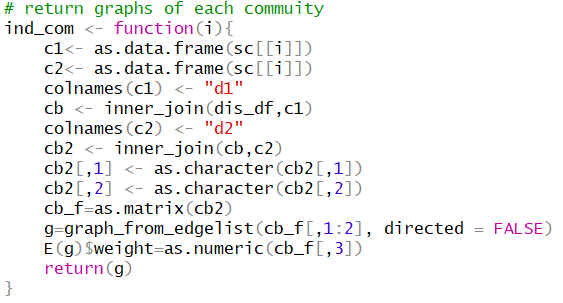 # return graphs of each commuity
ind_com <- function(i){
    c1<- as.data.frame(sc[[i]])
    c2<- as.data.frame(sc[[i]])
    colnames(c1) <- "d1"
    cb <- inner_join(dis_df,c1)
    colnames(c2) <- "d2"
    cb2 <- inner_join(cb,c2)
    cb2[,1] <- as.character(cb2[,1])
    cb2[,2] <- as.character(cb2[,2])
    cb_f=as.matrix(cb2)
    g=graph_from_edgelist(cb_f[,1:2], directed = FALSE)
    E(g)$weight=as.numeric(cb_f[,3])
    return(g)
}